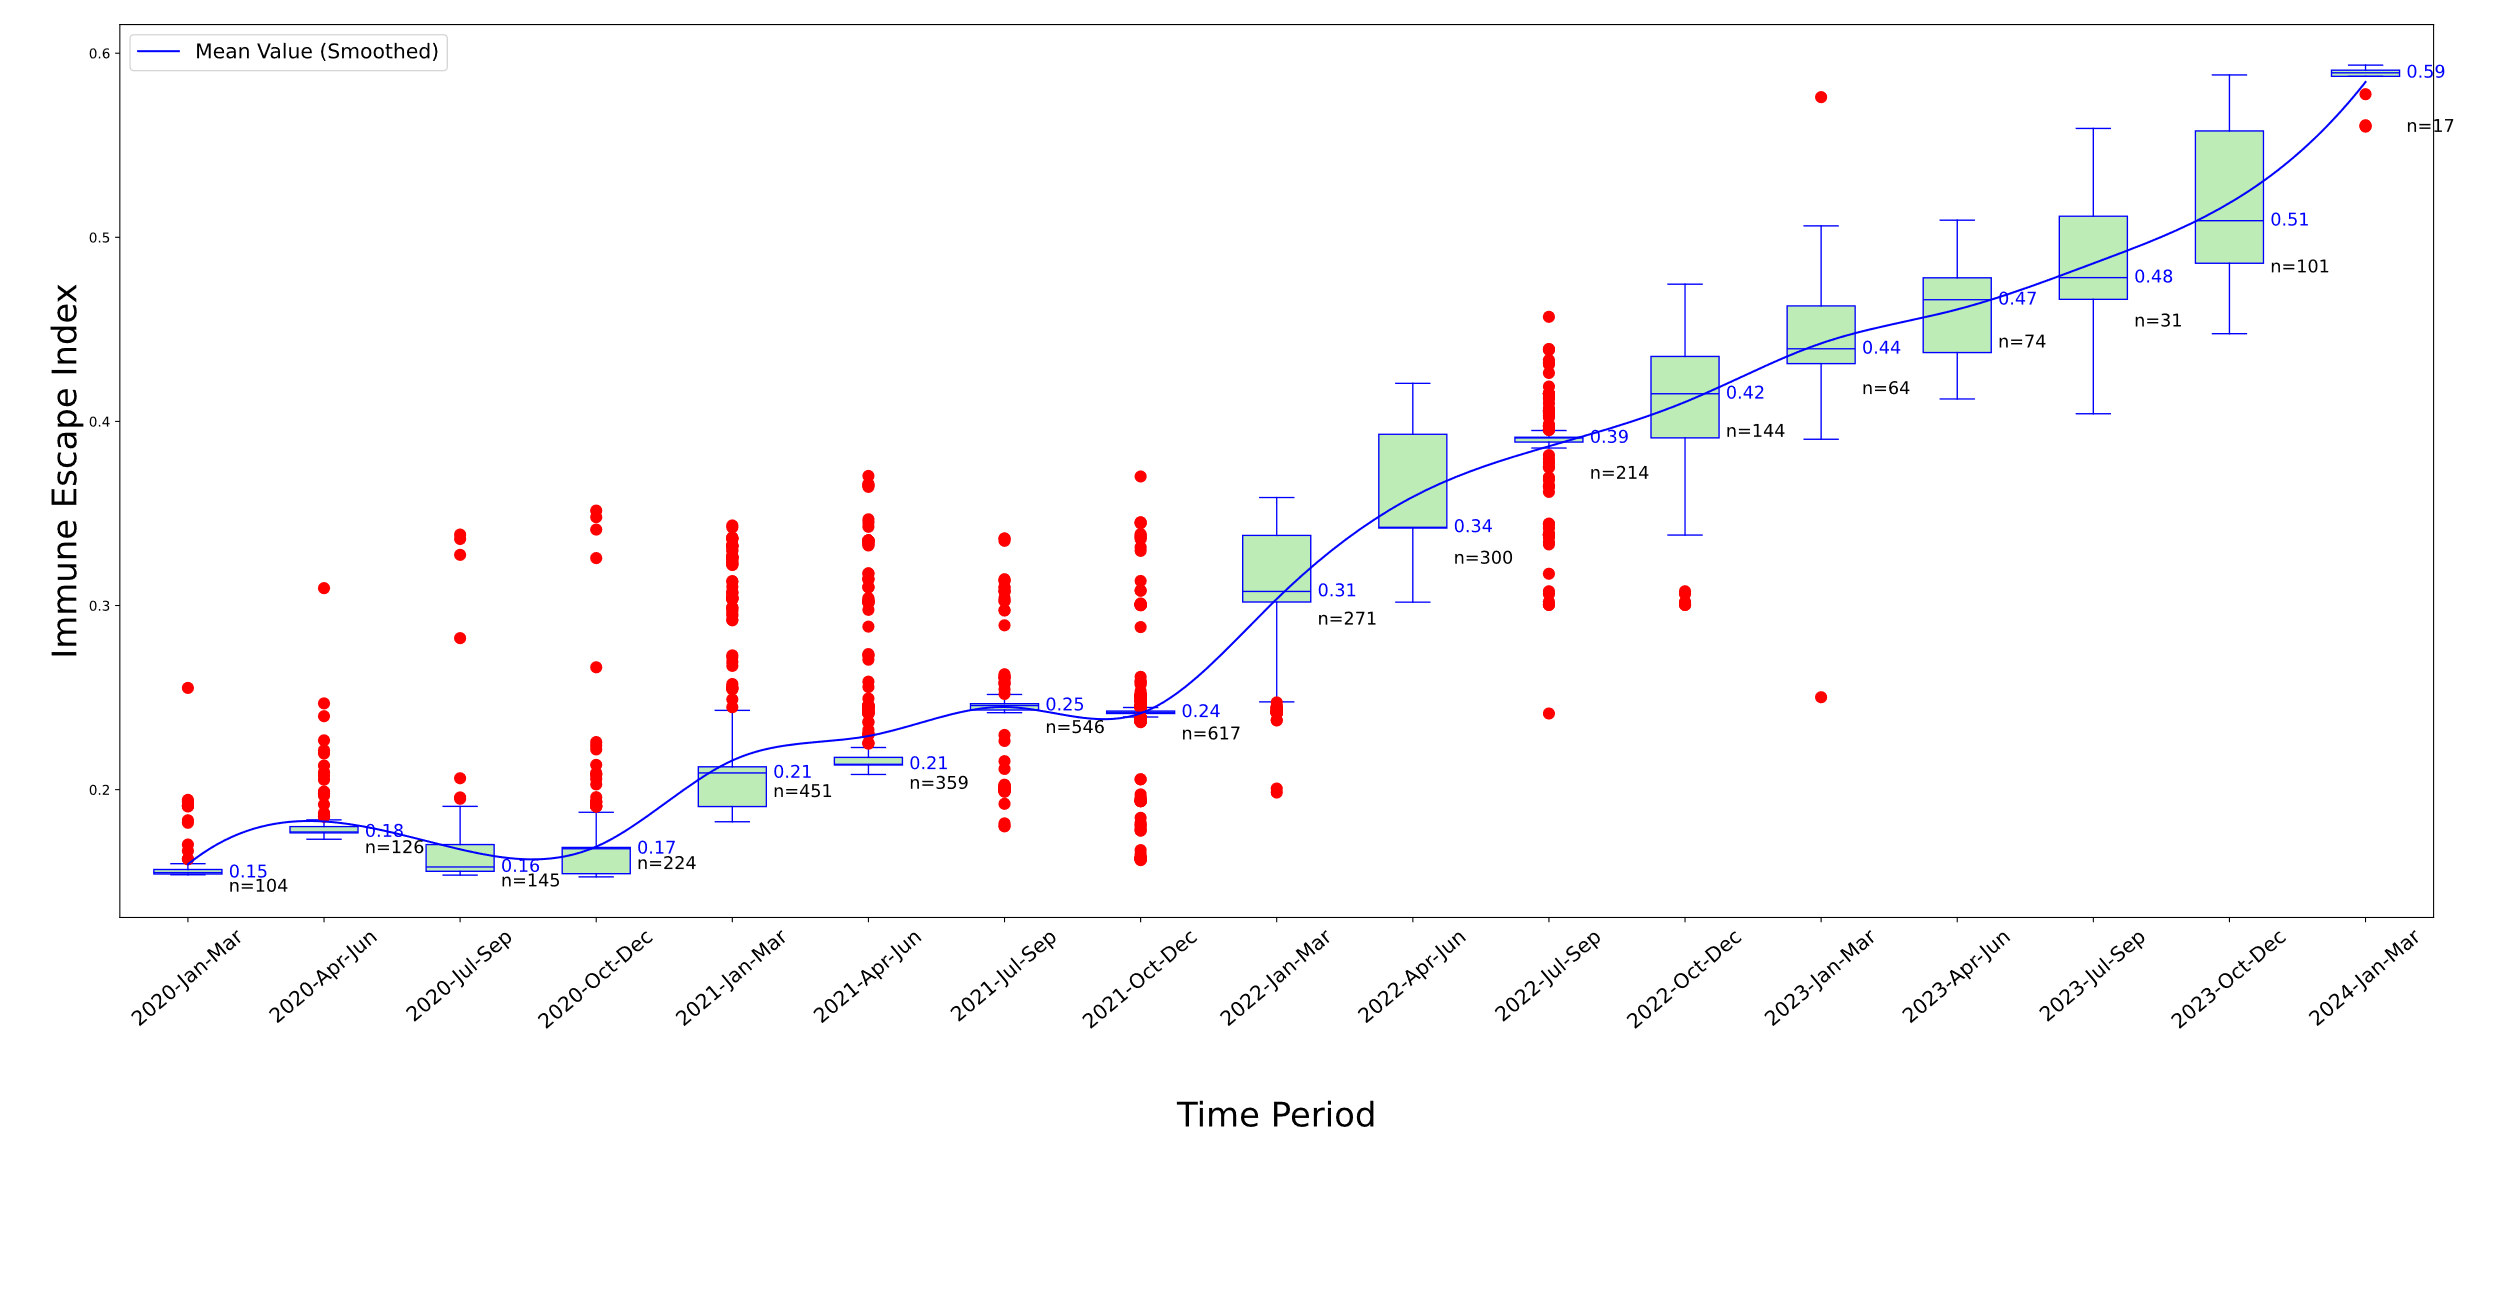 Mean Value (Smoothed)
Immune Escape Index
0.6
0.5
0.4
0.3
0.2
0.15
n=104
0.18
n=126
0.16
n=145
0.17
n=224
0.21
n=451
0.21
n=359
0.25
n=546
0.24
n=617
0.31
n=271
0.34
n=300
0.39
n=214
0.42
n=144
0.44
n=64
0.47
n=74
0.48
n=31
0.51
n=101
0.59
n=17
2020-Jan-Mar
2020-Apr-Jun
2020-Jul-Sep
2020-Oct-Dec
2021-Jan-Mar
2021-Apr-Jun
2021-Jul-Sep
2021-Oct-Dec
2022-Jan-Mar
2022-Apr-Jun
2022-Jul-Sep
2022-Oct-Dec
2023-Jan-Mar
2023-Apr-Jun
2023-Jul-Sep
2023-Oct-Dec
2024-Jan-Mar
Time Period